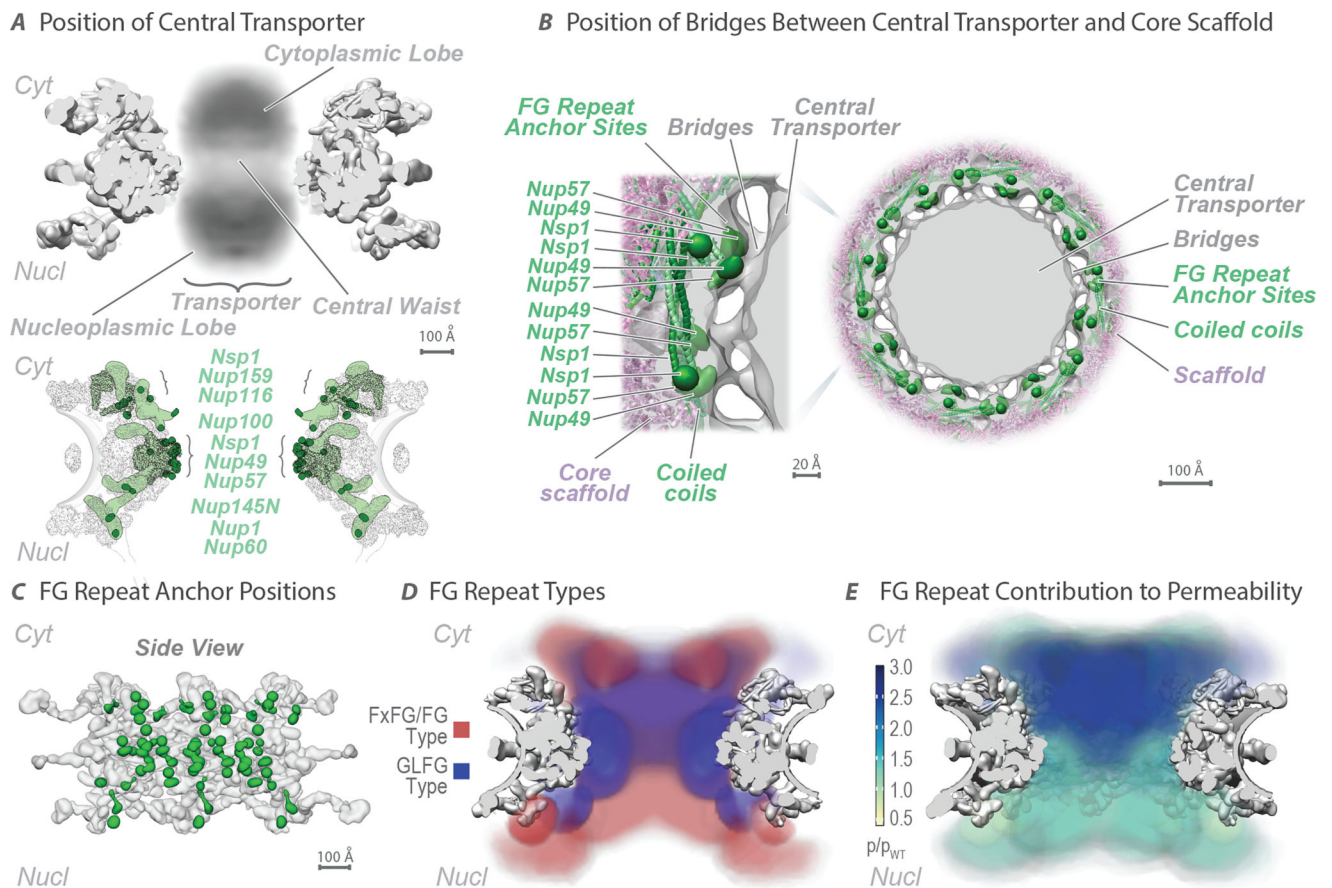 A Position of Central Transporter
Cytoplasmic Lobe
Cyt
Nucl
Transporter
Central Waist
Nucleoplasmic Lobe
100 Å
Cyt
Nsp1
Nup159
Nup116
Nup100
Nsp1
Nup49
Nup57
Nup145N
Nup1
Nup60
Nucl
B Position of Bridges Between Central Transporter and Core Scaffold
FG Repeat
Anchor Sites
Bridges
Central
Transporter
Nup57
Nup49
Nsp1
Nsp1
Nup49
Nup57
Nup49
Nup57
Nsp1
Nsp1
Nup57
Nup49
Core
scaffold
Coiled
coils
20 Å
Central
Transporter
Bridges
FG Repeat
Anchor Sites
Coiled coils
Scaffold
100 Å
C FG Repeat Anchor Positions
Cyt
Side View
100 Å
Nucl
D FG Repeat Types
Cyt
FxFG/FG
Type
GLFG
Type
Nucl
E FG Repeat Contribution to Permeability
Cyt
3.0
2.0
1.5
1.0
0.5
p/pWT
Nucl